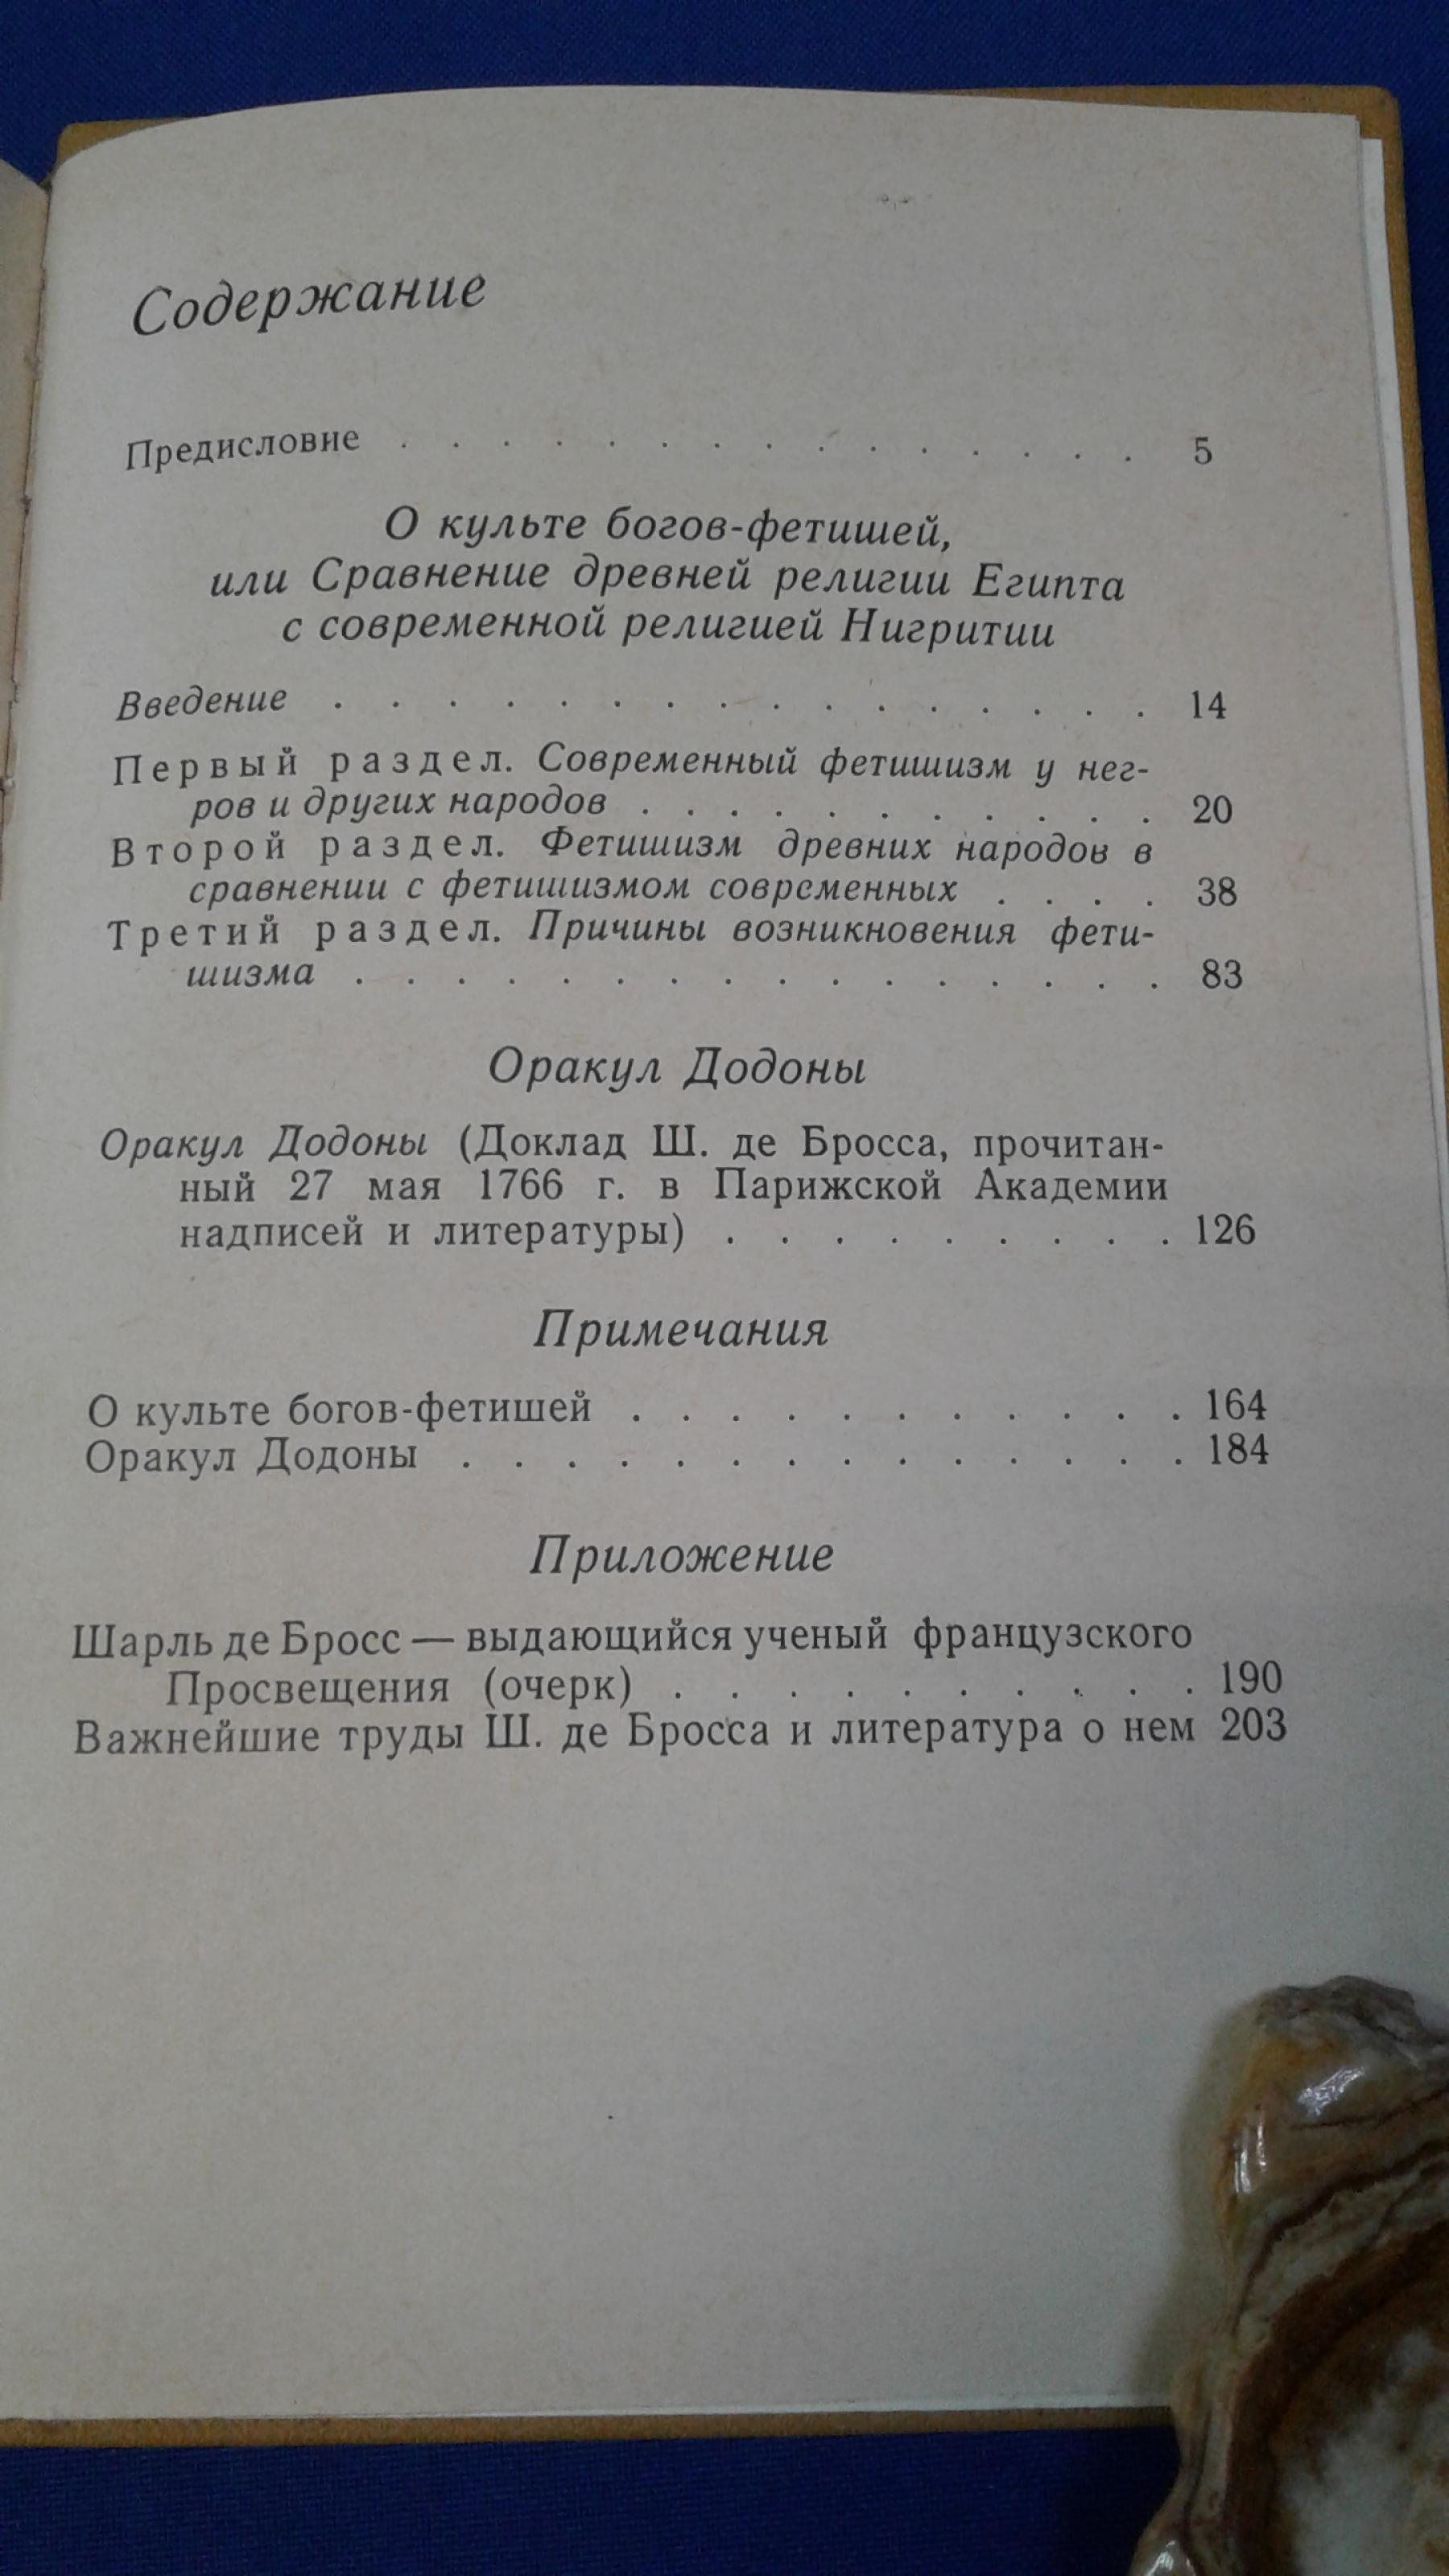 Содержание
Предисловие . . . . . . . . . . . . . . . 5
О культе богов-фетишей,
или Сравнение древней религии Египта
с современной религией Нигритии
Введение . . . . . . . . . . . . . . . . 14
Первый раздел. Современный фетишизм у нег-
ров и других народов . . . . . . . . . . 20
Второй раздел. Фетишизм древних народов в
сравнении с фетишизмом современных . . . . 38
Третий раздел. Причины возникновения фети-
шизма . . . . . . . . . . . . . . . . 83
Оракул Додоны
Оракул Додоны (Доклад Ш. де Бросса, прочитан-
ный 27 мая 1766 г. в Парижской Академии
надписей и литературы) . . . . . . . . . 126
Примечания
О культе богов-фетишей . . . . . . . . . . . 164
Оракул Додоны . . . . . . . . . . . . . . 184
Приложение
Шарль де Бросс — выдающийся ученый французского
Просвещения (очерк) . . . . . . . . . . 190
Важнейшие труды Ш. де Бросса и литература о нем 203